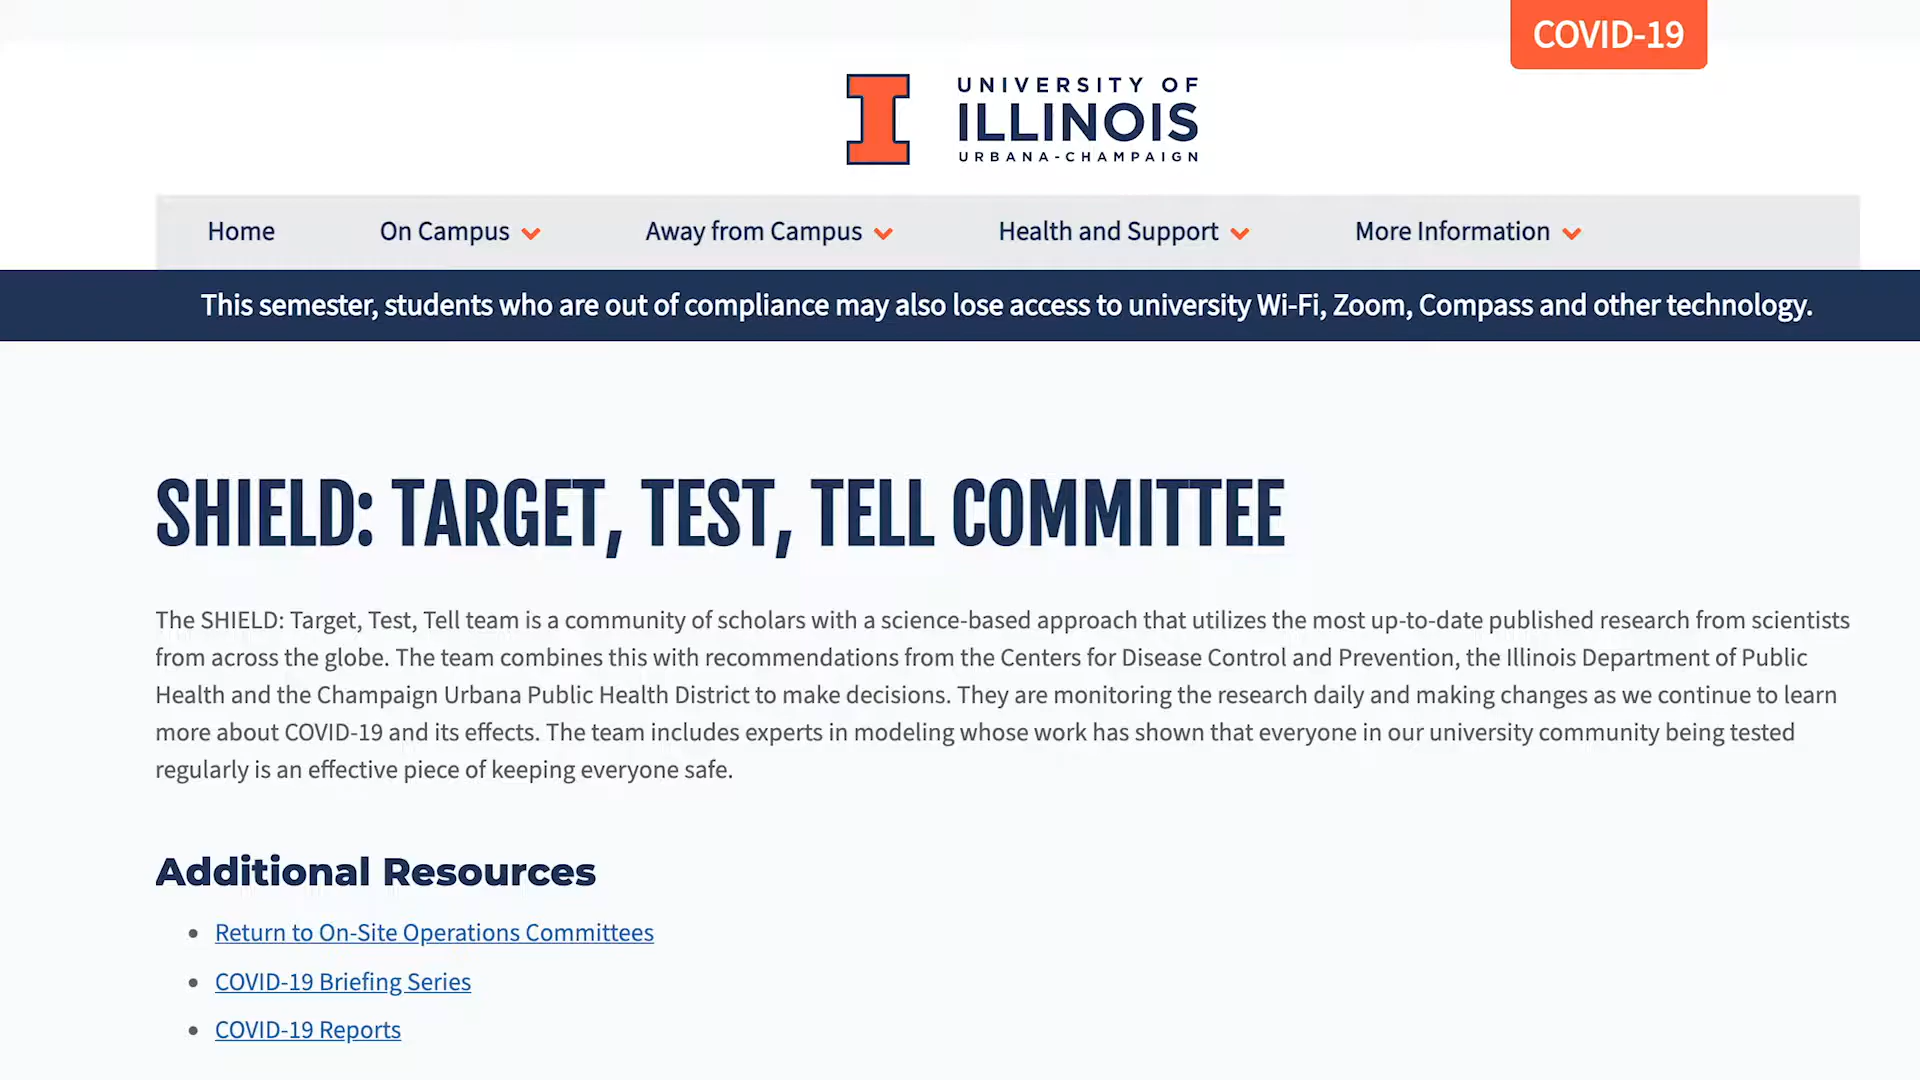 COVID-19
UNIVERSITY OF
ILLINOIS
URBANA-CHAMPAIGN
Home On Campus Away from Campus Health and Support More Information
This semester, students who are out of compliance may also lose access to university Wi-Fi, Zoom, Compass and other technology.
SHIELD: TARGET, TEST, TELL COMMITTEE
The SHIELD: Target, Test, Tell team is a community of scholars with a science-based approach that utilizes the most up-to-date published research from scientists
from across the globe. The team combines this with recommendations from the Centers for Disease Control and Prevention, the Illinois Department of Public
Health and the Champaign Urbana Public Health District to make decisions. They are monitoring the research daily and making changes as we continue to learn
more about COVID-19 and its effects. The team includes experts in modeling whose work has shown that everyone in our university community being tested
regularly is an effective piece of keeping everyone safe.
Additional Resources
Return to On-Site Operations Committees
COVID-19 Briefing Series
COVID-19 Reports